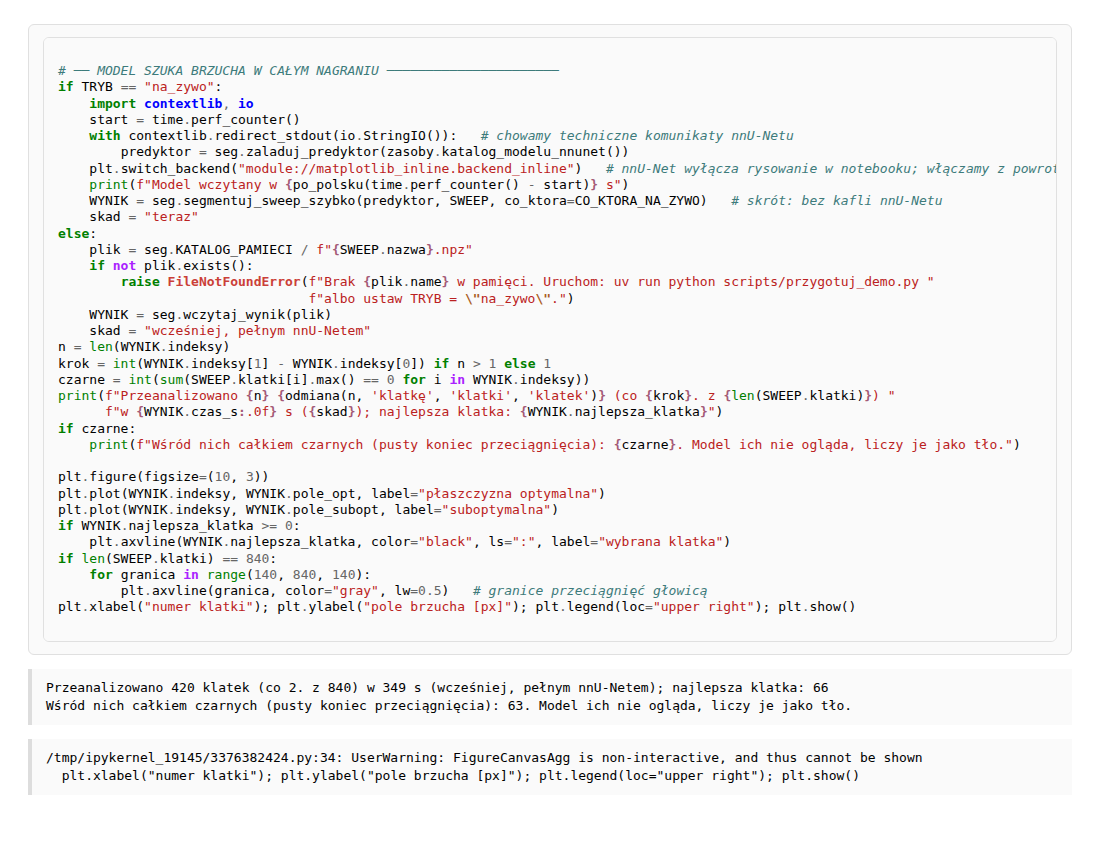 # ── MODEL SZUKA BRZUCHA W CAŁYM NAGRANIU ──────────────────────
if TRYB == "na_zywo":
    import contextlib, io
    start = time.perf_counter()
    with contextlib.redirect_stdout(io.StringIO()):   # chowamy techniczne komunikaty nnU-Netu
        predyktor = seg.zaladuj_predyktor(zasoby.katalog_modelu_nnunet())
    plt.switch_backend("module://matplotlib_inline.backend_inline")   # nnU-Net wyłącza rysowanie w notebooku; włączamy z powrot
    print(f"Model wczytany w {po_polsku(time.perf_counter() - start)} s")
    WYNIK = seg.segmentuj_sweep_szybko(predyktor, SWEEP, co_ktora=CO_KTORA_NA_ZYWO)   # skrót: bez kafli nnU-Netu
    skad = "teraz"
else:
    plik = seg.KATALOG_PAMIECI / f"{SWEEP.nazwa}.npz"
    if not plik.exists():
        raise FileNotFoundError(f"Brak {plik.name} w pamięci. Uruchom: uv run python scripts/przygotuj_demo.py "
                                f"albo ustaw TRYB = \"na_zywo\".")
    WYNIK = seg.wczytaj_wynik(plik)
    skad = "wcześniej, pełnym nnU-Netem"
n = len(WYNIK.indeksy)
krok = int(WYNIK.indeksy[1] - WYNIK.indeksy[0]) if n > 1 else 1
czarne = int(sum(SWEEP.klatki[i].max() == 0 for i in WYNIK.indeksy))
print(f"Przeanalizowano {n} {odmiana(n, 'klatkę', 'klatki', 'klatek')} (co {krok}. z {len(SWEEP.klatki)}) "
      f"w {WYNIK.czas_s:.0f} s ({skad}); najlepsza klatka: {WYNIK.najlepsza_klatka}")
if czarne:
    print(f"Wśród nich całkiem czarnych (pusty koniec przeciągnięcia): {czarne}. Model ich nie ogląda, liczy je jako tło.")
plt.figure(figsize=(10, 3))
plt.plot(WYNIK.indeksy, WYNIK.pole_opt, label="płaszczyzna optymalna")
plt.plot(WYNIK.indeksy, WYNIK.pole_subopt, label="suboptymalna")
if WYNIK.najlepsza_klatka >= 0:
    plt.axvline(WYNIK.najlepsza_klatka, color="black", ls=":", label="wybrana klatka")
if len(SWEEP.klatki) == 840:
    for granica in range(140, 840, 140):
        plt.axvline(granica, color="gray", lw=0.5)   # granice przeciągnięć głowicą
plt.xlabel("numer klatki"); plt.ylabel("pole brzucha [px]"); plt.legend(loc="upper right"); plt.show()
Przeanalizowano 420 klatek (co 2. z 840) w 349 s (wcześniej, pełnym nnU-Netem); najlepsza klatka: 66
Wśród nich całkiem czarnych (pusty koniec przeciągnięcia): 63. Model ich nie ogląda, liczy je jako tło.
/tmp/ipykernel_19145/3376382424.py:34: UserWarning: FigureCanvasAgg is non-interactive, and thus cannot be shown
  plt.xlabel("numer klatki"); plt.ylabel("pole brzucha [px]"); plt.legend(loc="upper right"); plt.show()